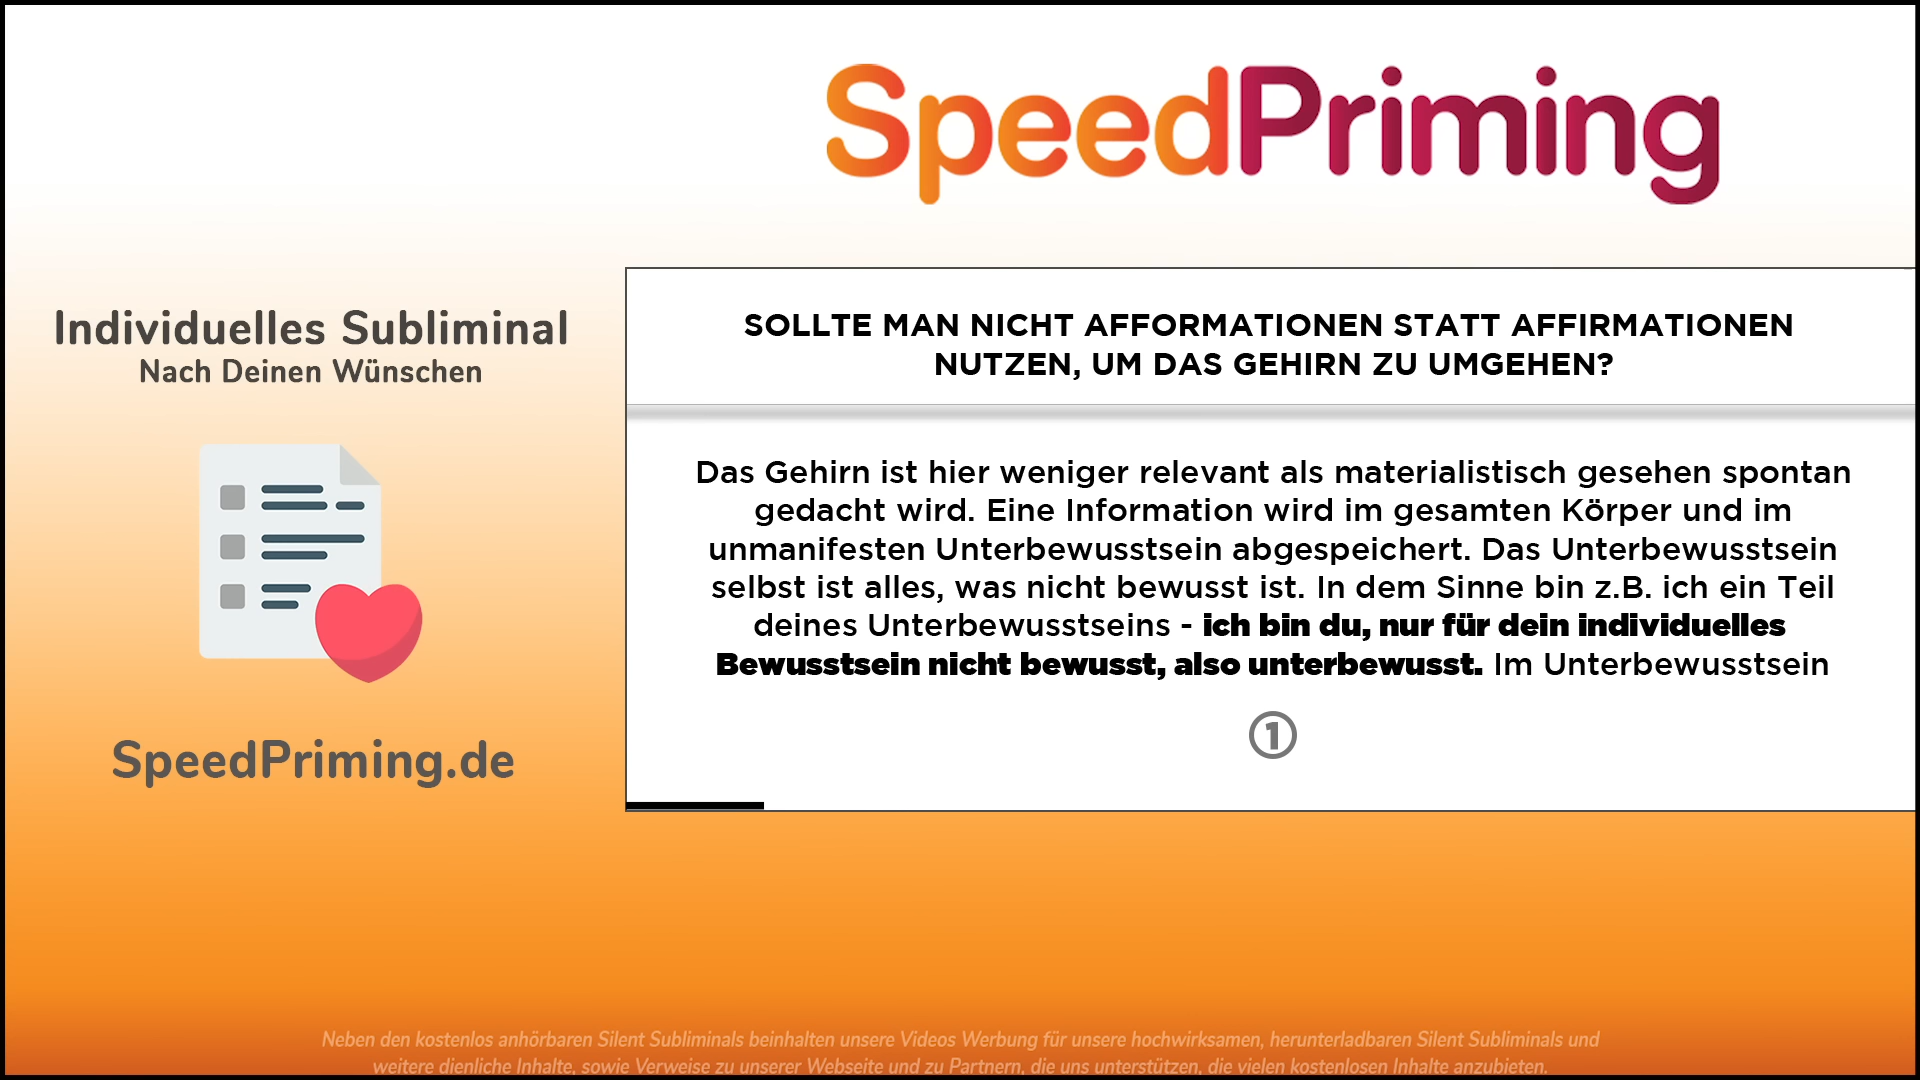 SpeedPriming
Individuelles Subliminal
Nach Deinen Wünschen
SpeedPriming.de
SOLLTE MAN NICHT AFFORMATIONEN STATT AFFIRMATIONEN
NUTZEN, UM DAS GEHIRN ZU UMGEHEN?
Das Gehirn ist hier weniger relevant als materialistisch gesehen spontan
gedacht wird. Eine Information wird im gesamten Körper und im
unmanifesten Unterbewusstsein abgespeichert. Das Unterbewusstsein
selbst ist alles, was nicht bewusst ist. In dem Sinne bin z.B. ich ein Teil
deines Unterbewusstseins - ich bin du, nur für dein individuelles
Bewusstsein nicht bewusst, also unterbewusst. Im Unterbewusstsein
①
Neben den kostenlos anhörbaren Silent Subliminals beinhalten unsere Videos Werbung für unsere hochwirksamen, herunterladbaren Silent Subliminals und
weitere dienliche Inhalte, sowie Verweise zu unserer Webseite und zu Partnern, die uns unterstützen, die vielen kostenlosen Inhalte anzubieten.